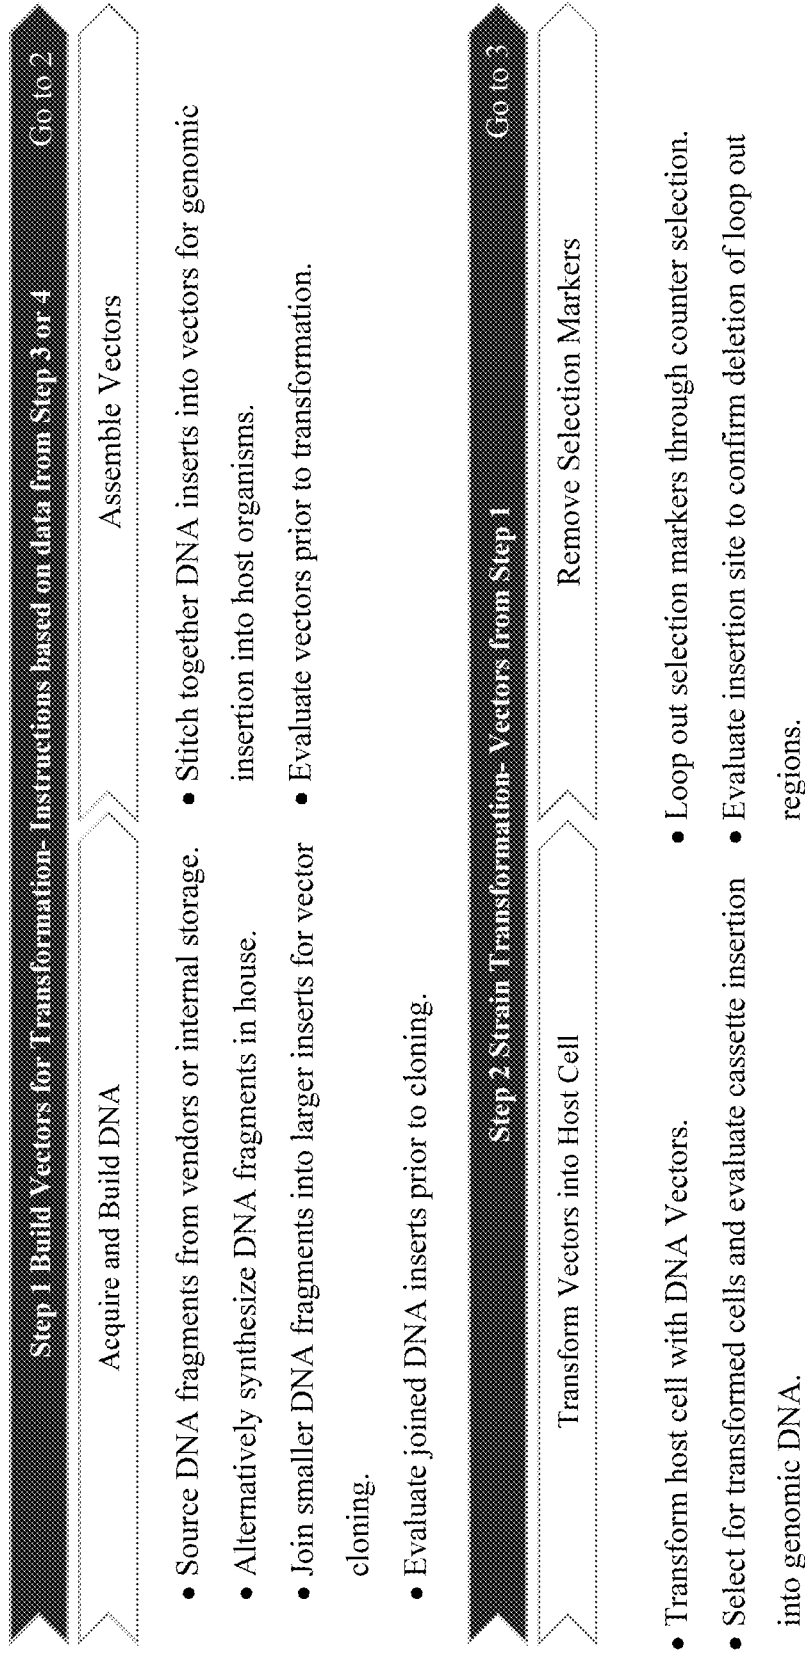 Step 1 Build Vectors for Transformation- Instructions based on data from Step 3 or 4
Go to 2
Acquire and Build DNA
Assemble Vectors
● Source DNA fragments from vendors or internal storage.
● Alternatively synthesize DNA fragments in house.
● Join smaller DNA fragments into larger inserts for vector
cloning.
● Evaluate joined DNA inserts prior to cloning.
● Stitch together DNA inserts into vectors for genomic
insertion into host organisms.
● Evaluate vectors prior to transformation.
Step 2 Strain Transformation- Vectors from Step 1
Go to 3
Transform Vectors into Host Cell
Remove Selection Markers
● Transform host cell with DNA Vectors.
● Select for transformed cells and evaluate cassette insertion
into genomic DNA.
● Loop out selection markers through counter selection.
● Evaluate insertion site to confirm deletion of loop out
regions.